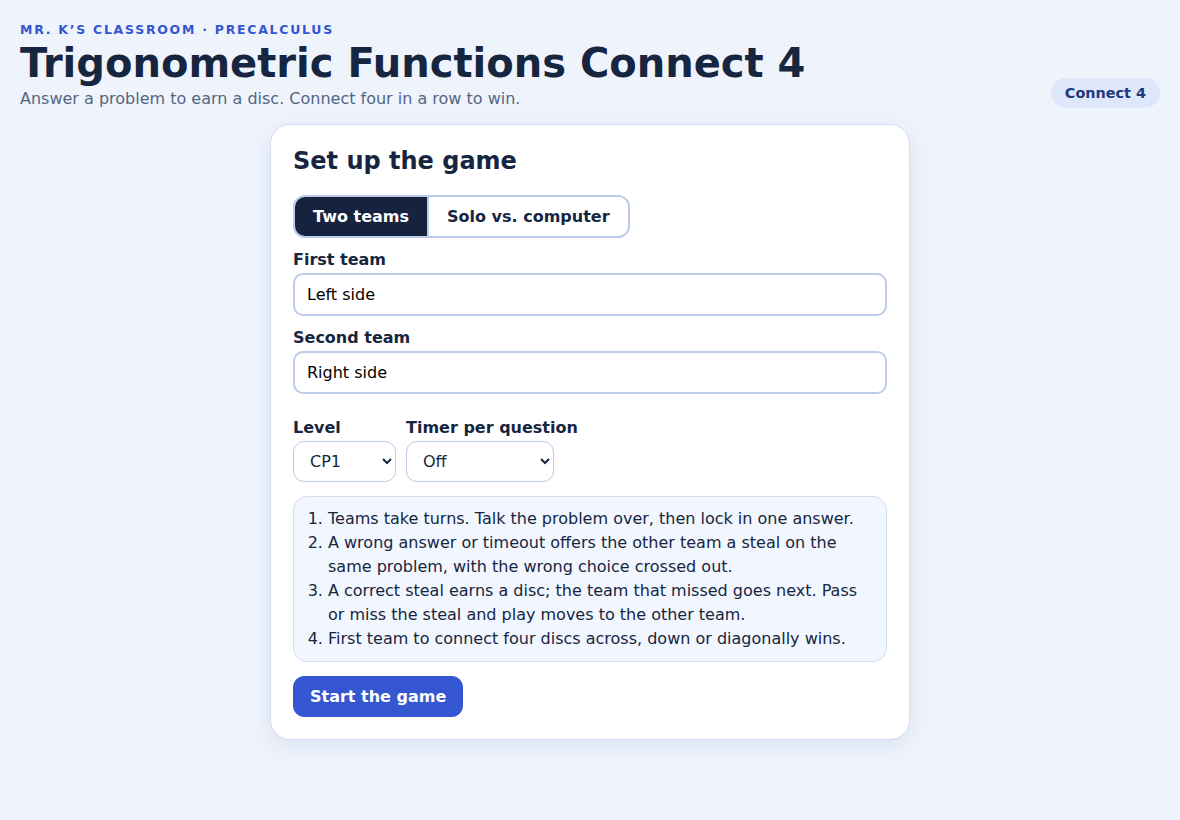 MR. K'S CLASSROOM · PRECALCULUS
Trigonometric Functions Connect 4
Answer a problem to earn a disc. Connect four in a row to win.
Connect 4
Set up the game
Two teams
Solo vs. computer
First team
Left side
Second team
Right side
Level
Timer per question
CP1
Off
1. Teams take turns. Talk the problem over, then lock in one answer.
2. A wrong answer or timeout offers the other team a steal on the
same problem, with the wrong choice crossed out.
3. A correct steal earns a disc; the team that missed goes next. Pass
or miss the steal and play moves to the other team.
4. First team to connect four discs across, down or diagonally wins.
Start the game